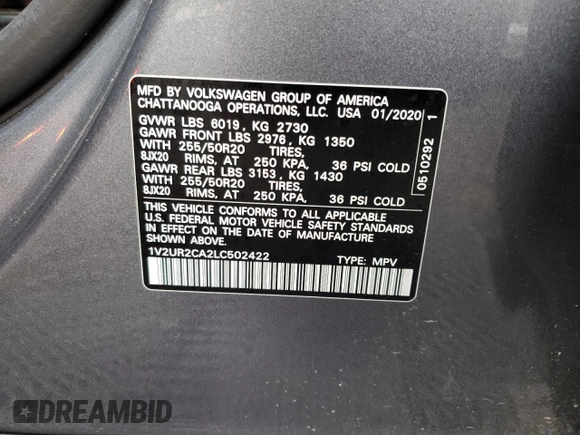 MFD BY VOLKSWAGEN GROUP OF AMERICA
CHATTANOOGA OPERATIONS, LLC. USA 01/2020
GVWR LBS 6019, KG 2730
GAWR FRONT LBS 2976, KG 1350
WITH 255/50R20 TIRES,
8JX20 RIMS, AT 250 KPA, 36 PSI COLD
GAWR REAR LBS 3153, KG 1430
WITH 255/50R20 TIRES,
8JX20 RIMS, AT 250 KPA, 36 PSI COLD
THIS VEHICLE CONFORMS TO ALL APPLICABLE
U.S. FEDERAL MOTOR VEHICLE SAFETY STANDARDS
IN EFFECT ON THE DATE OF MANUFACTURE
SHOWN ABOVE.
1V2UR2CA2LC502422 TYPE: MPV
0510292 1
DREAMBID